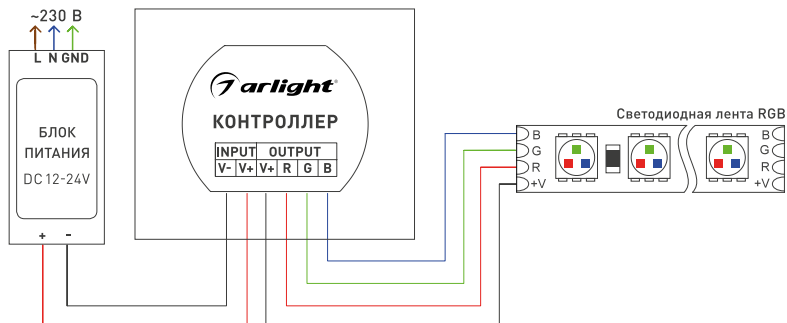 ~230 В
L N GND
БЛОК
ПИТАНИЯ
DC 12-24V
+ -
arlight®
КОНТРОЛЛЕР
INPUT OUTPUT
V- V+ V+ R G B
Светодиодная лента RGB
B B
G G
R R
+V +V